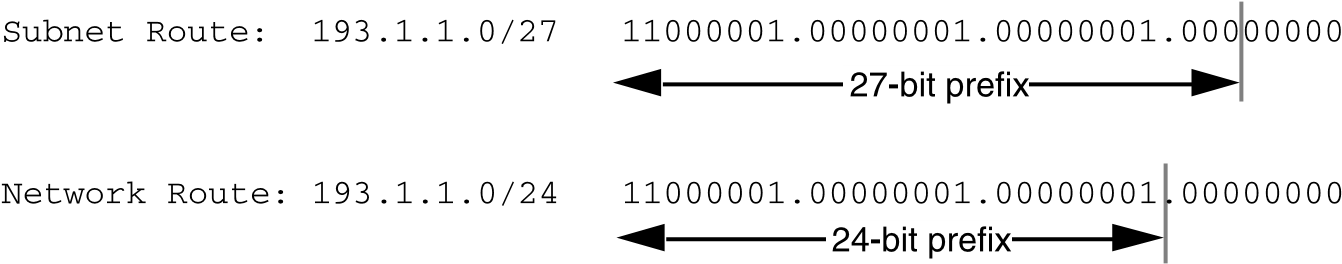 Subnet Route: 193.1.1.0/27 11000001.00000001.00000001.00000000
27-bit prefix
Network Route: 193.1.1.0/24 11000001.00000001.00000001.00000000
24-bit prefix